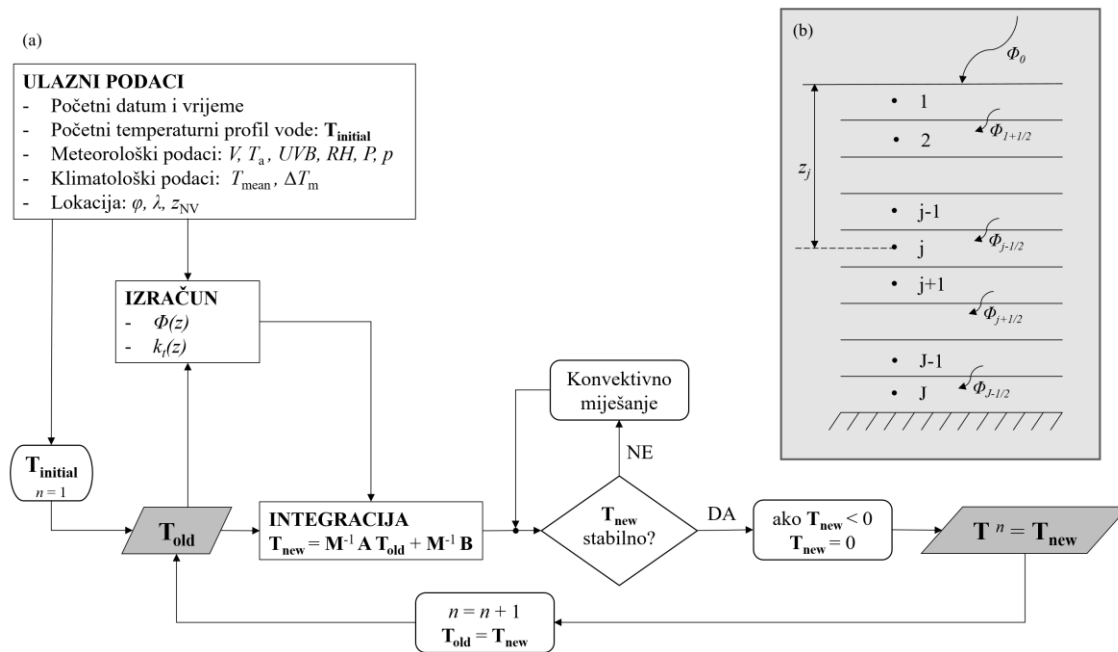 (a)
ULAZNI PODACI
- Početni datum i vrijeme
- Početni temperaturni profil vode: T_initial
- Meteorološki podaci: V, T_a, UVB, RH, P, p
- Klimatološki podaci: T_mean, ΔT_m
- Lokacija: φ, λ, z_NV
IZRAČUN
- Φ(z)
- k_t(z)
T_initial
n = 1
T_old
INTEGRACIJA
T_new = M⁻¹ A T_old + M⁻¹ B
Konvektivno
miješanje
NE
T_new
stabilno?
DA
ako T_new < 0
T_new = 0
T ⁿ = T_new
n = n + 1
T_old = T_new
(b)
Φ_0
1
Φ_1+1/2
2
z_j
j-1
Φ_j-1/2
j
j+1
Φ_j+1/2
J-1
Φ_J-1/2
J